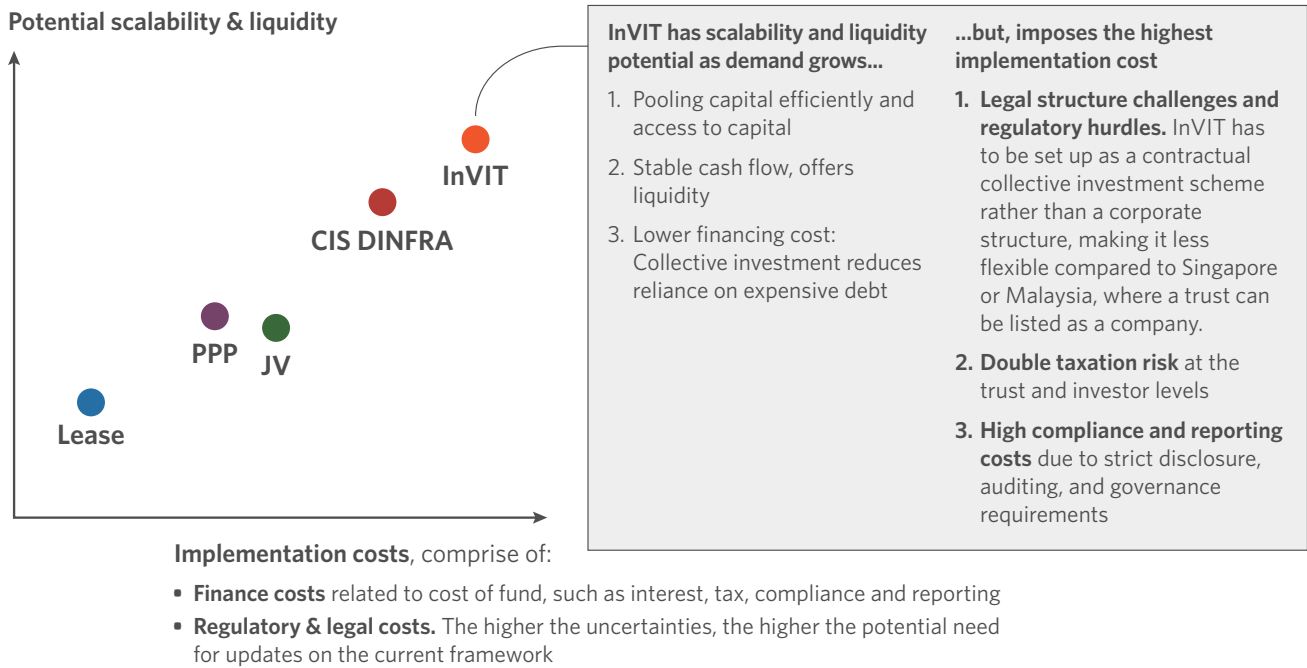 Potential scalability & liquidity
InVIT
CIS DINFRA
PPP
JV
Lease
InVIT has scalability and liquidity
potential as demand grows...
1. Pooling capital efficiently and
access to capital
2. Stable cash flow, offers
liquidity
3. Lower financing cost:
Collective investment reduces
reliance on expensive debt
...but, imposes the highest
implementation cost
1. Legal structure challenges and
regulatory hurdles. InVIT has
to be set up as a contractual
collective investment scheme
rather than a corporate
structure, making it less
flexible compared to Singapore
or Malaysia, where a trust can
be listed as a company.
2. Double taxation risk at the
trust and investor levels
3. High compliance and reporting
costs due to strict disclosure,
auditing, and governance
requirements
Implementation costs, comprise of:
• Finance costs related to cost of fund, such as interest, tax, compliance and reporting
• Regulatory & legal costs. The higher the uncertainties, the higher the potential need
for updates on the current framework